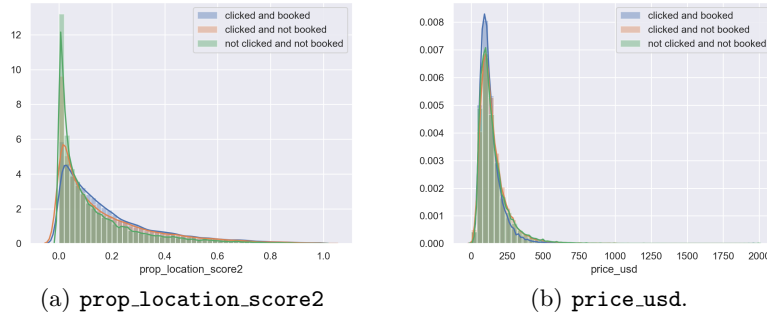 clicked and booked
clicked and not booked
not clicked and not booked
12
10
8
6
4
2
0
0.0 0.2 0.4 0.6 0.8 1.0
prop_location_score2
(a) prop_location_score2
clicked and booked
clicked and not booked
not clicked and not booked
0.008
0.007
0.006
0.005
0.004
0.003
0.002
0.001
0.000
0 250 500 750 1000 1250 1500 1750 2000
price_usd
(b) price_usd.